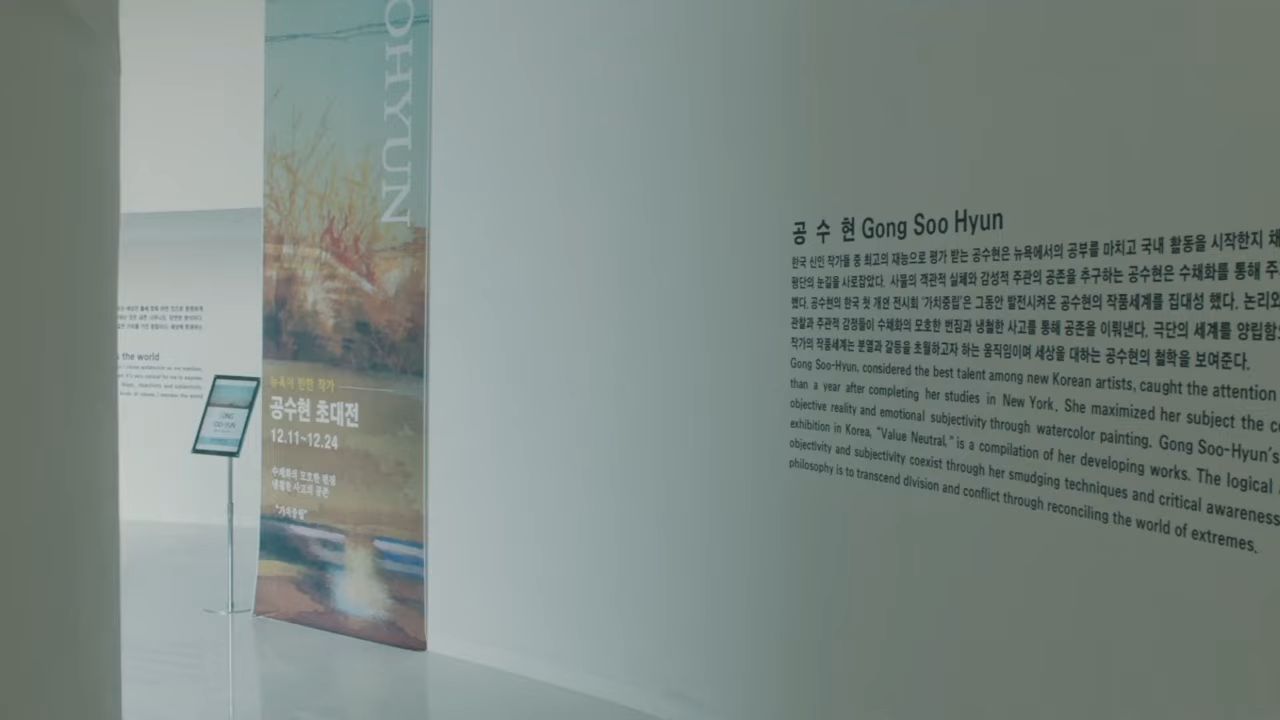 OHYUN
뉴욕이 원한 작가
공수현 초대전
12.11~12.24
수채화의 모호한 번짐
냉철한 사고의 공존
"가치중립"
s the world
공 수 현 Gong Soo Hyun
한국 신인 작가들 중 최고의 재능으로 평가 받는 공수현은 뉴욕에서의 공부를 마치고 국내 활동을 시작한지 채
평단의 눈길을 사로잡았다. 사물의 객관적 실체와 감성적 주관의 공존을 추구하는 공수현은 수채화를 통해 주
했다. 공수현의 한국 첫 개연 전시회 '가치중립'은 그동안 발전시켜온 공수현의 작품세계를 집대성 했다. 논리와
관찰과 주관적 감정들이 수채화의 모호한 번짐과 냉철한 사고를 통해 공존을 이뤄낸다. 극단의 세계를 양립함으
작가의 작품세계는 분열과 갈등을 초월하고자 하는 움직임이며 세상을 대하는 공수현의 철학을 보여준다.
Gong Soo-Hyun, considered the best talent among new Korean artists, caught the attention
than a year after completing her studies in New York. She maximized her subject the c
objective reality and emotional subjectivity through watercolor painting. Gong Soo-Hyun's
exhibition in Korea, "Value Neutral," is a compilation of her developing works. The logical
objectivity and subjectivity coexist through her smudging techniques and critical awareness
philosophy is to transcend division and conflict through reconciling the world of extremes.